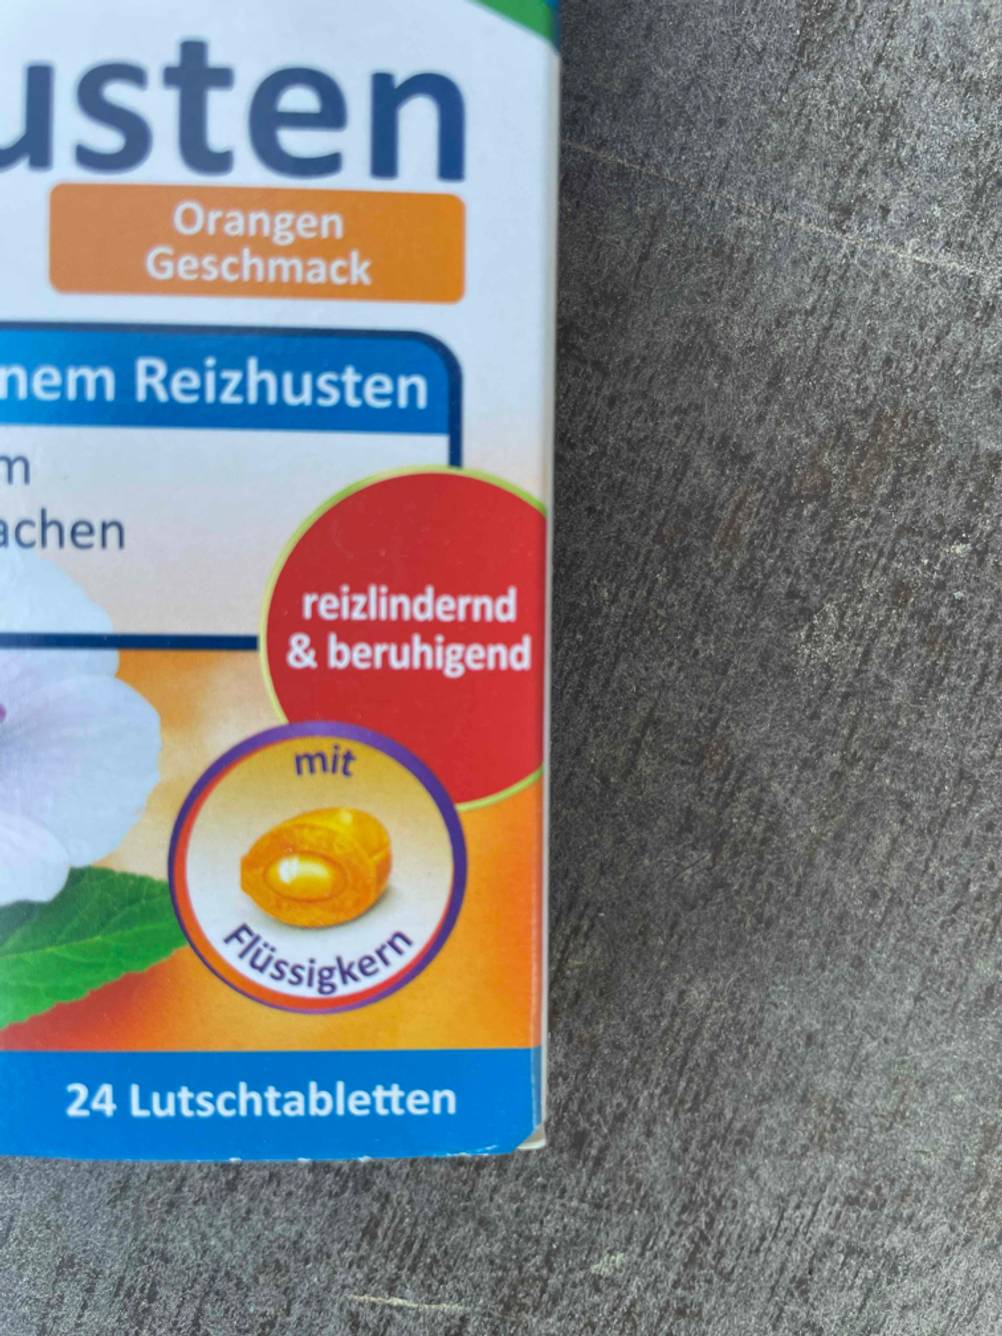 usten
Orangen
Geschmack
nem Reizhusten
m
achen
reizlindernd
& beruhigend
mit
Flüssigkern
24 Lutschtabletten